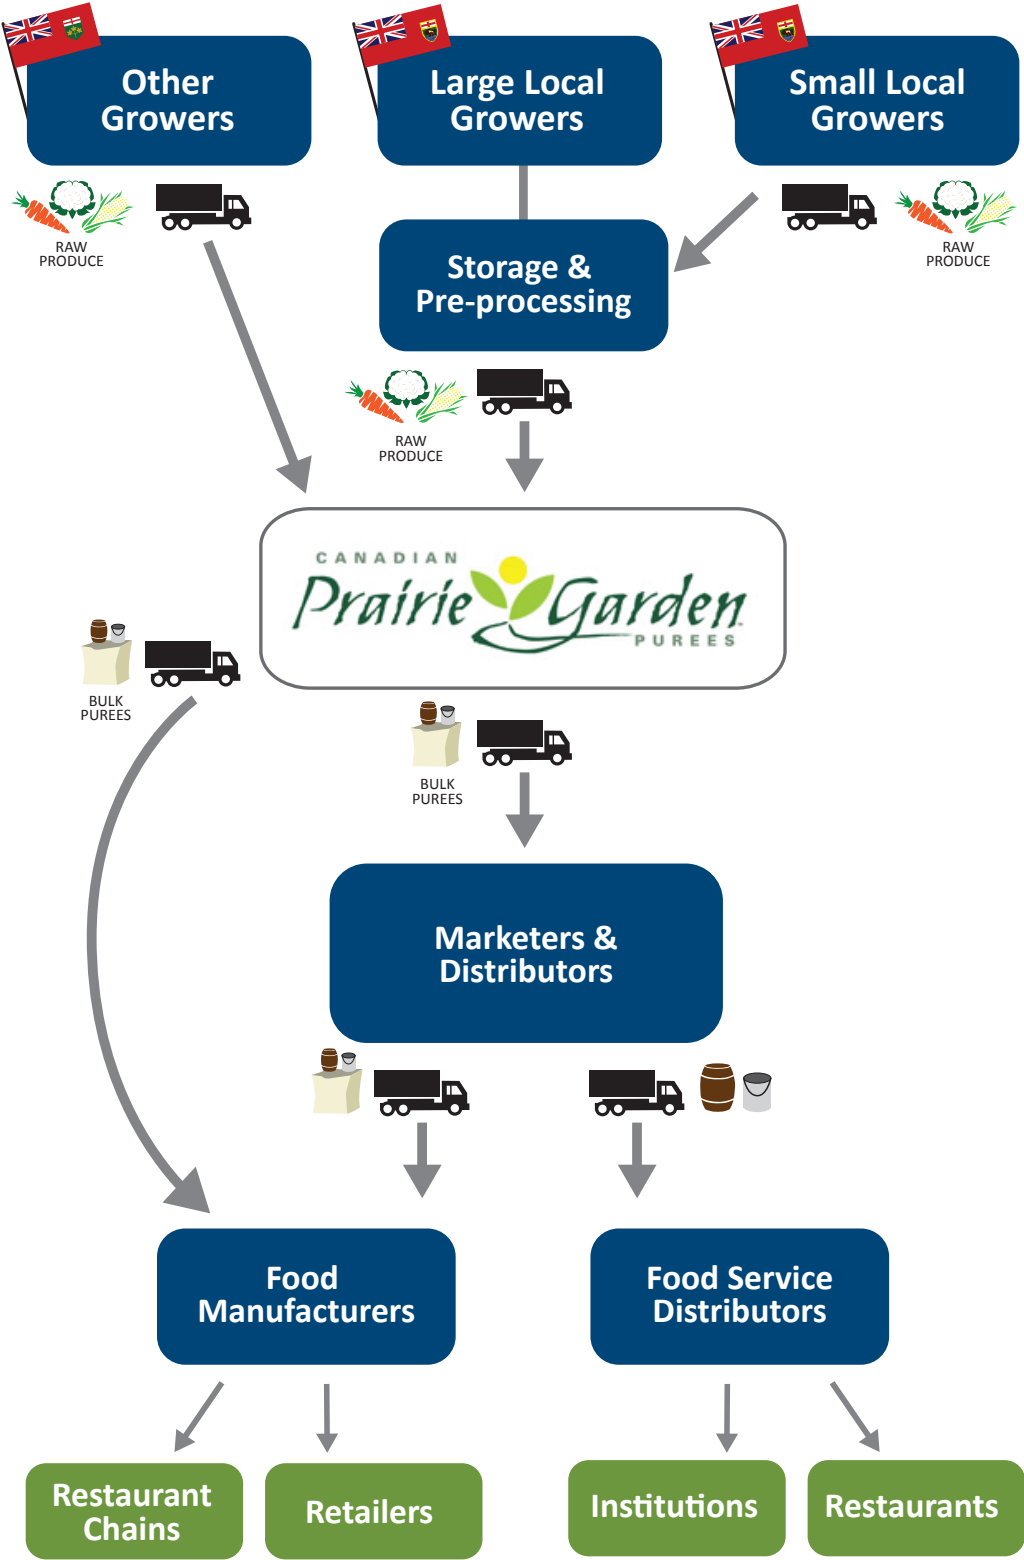 Other
Growers
Large Local
Growers
Small Local
Growers
RAW
PRODUCE
RAW
PRODUCE
Storage &
Pre-processing
RAW
PRODUCE
CANADIAN
Prairie Garden
PUREES
BULK
PUREES
BULK
PUREES
Marketers &
Distributors
Food
Manufacturers
Food Service
Distributors
Restaurant
Chains
Retailers
Institutions
Restaurants